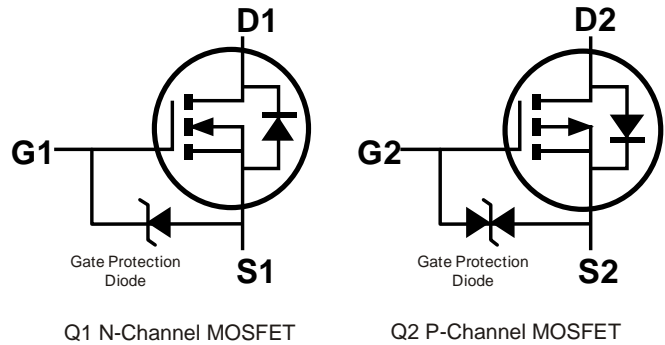 D1
D2
G1
G2
Gate Protection
Diode
S1
Gate Protection
Diode
S2
Q1 N-Channel MOSFET
Q2 P-Channel MOSFET